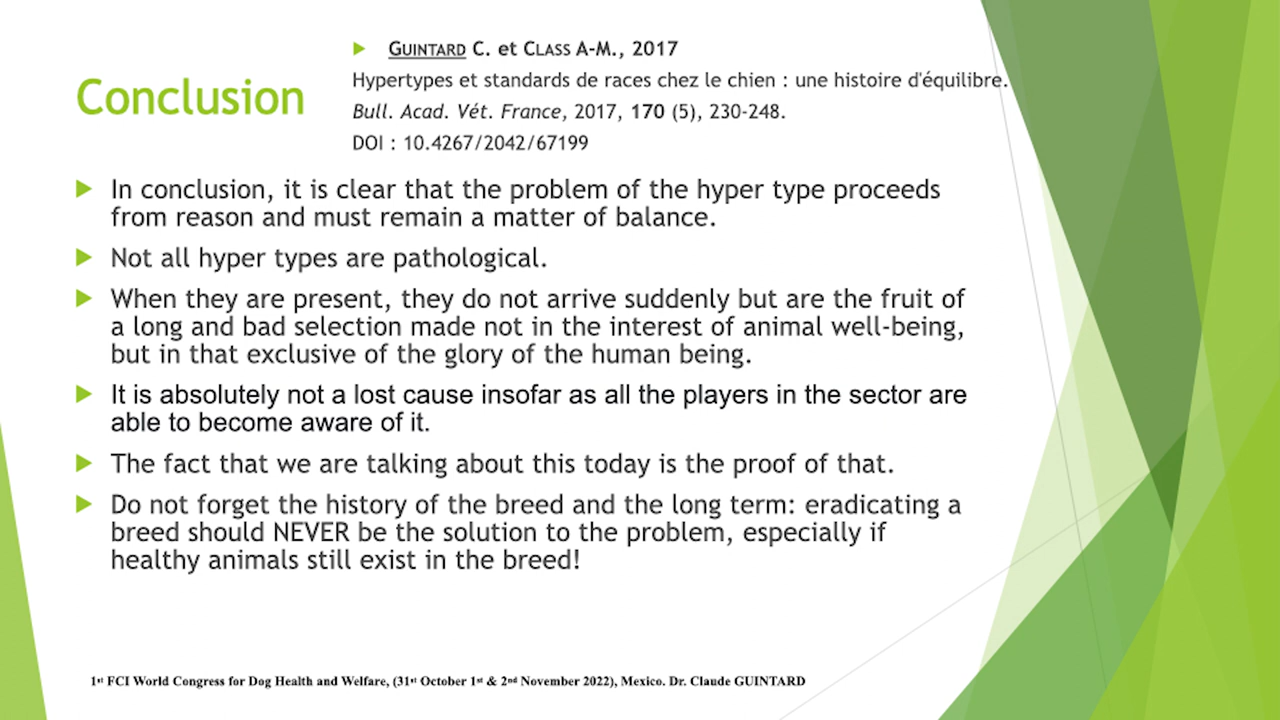 Conclusion
GUINTARD C. et CLASS A-M., 2017
Hypertypes et standards de races chez le chien : une histoire d'équilibre.
Bull. Acad. Vét. France, 2017, 170 (5), 230-248.
DOI : 10.4267/2042/67199
In conclusion, it is clear that the problem of the hyper type proceeds
from reason and must remain a matter of balance.
Not all hyper types are pathological.
When they are present, they do not arrive suddenly but are the fruit of
a long and bad selection made not in the interest of animal well-being,
but in that exclusive of the glory of the human being.
It is absolutely not a lost cause insofar as all the players in the sector are
able to become aware of it.
The fact that we are talking about this today is the proof of that.
Do not forget the history of the breed and the long term: eradicating a
breed should NEVER be the solution to the problem, especially if
healthy animals still exist in the breed!
1st FCI World Congress for Dog Health and Welfare, (31st October 1st & 2nd November 2022), Mexico. Dr. Claude GUINTARD